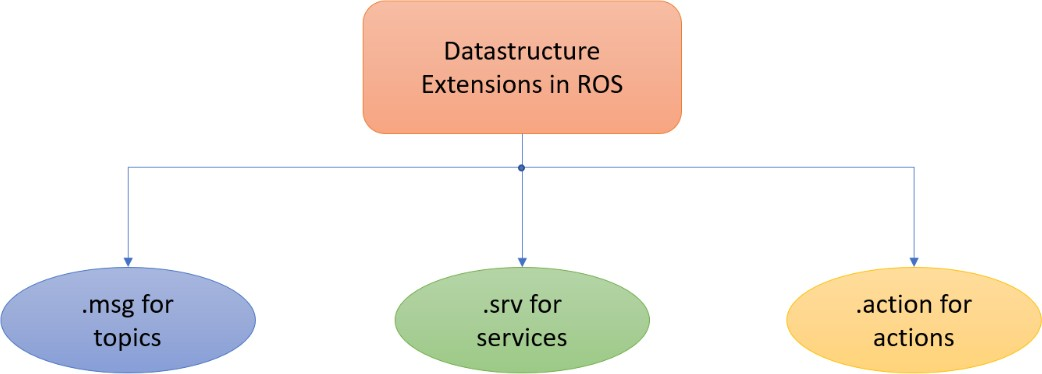 Datastructure
Extensions in ROS
.msg for
topics
.srv for
services
.action for
actions